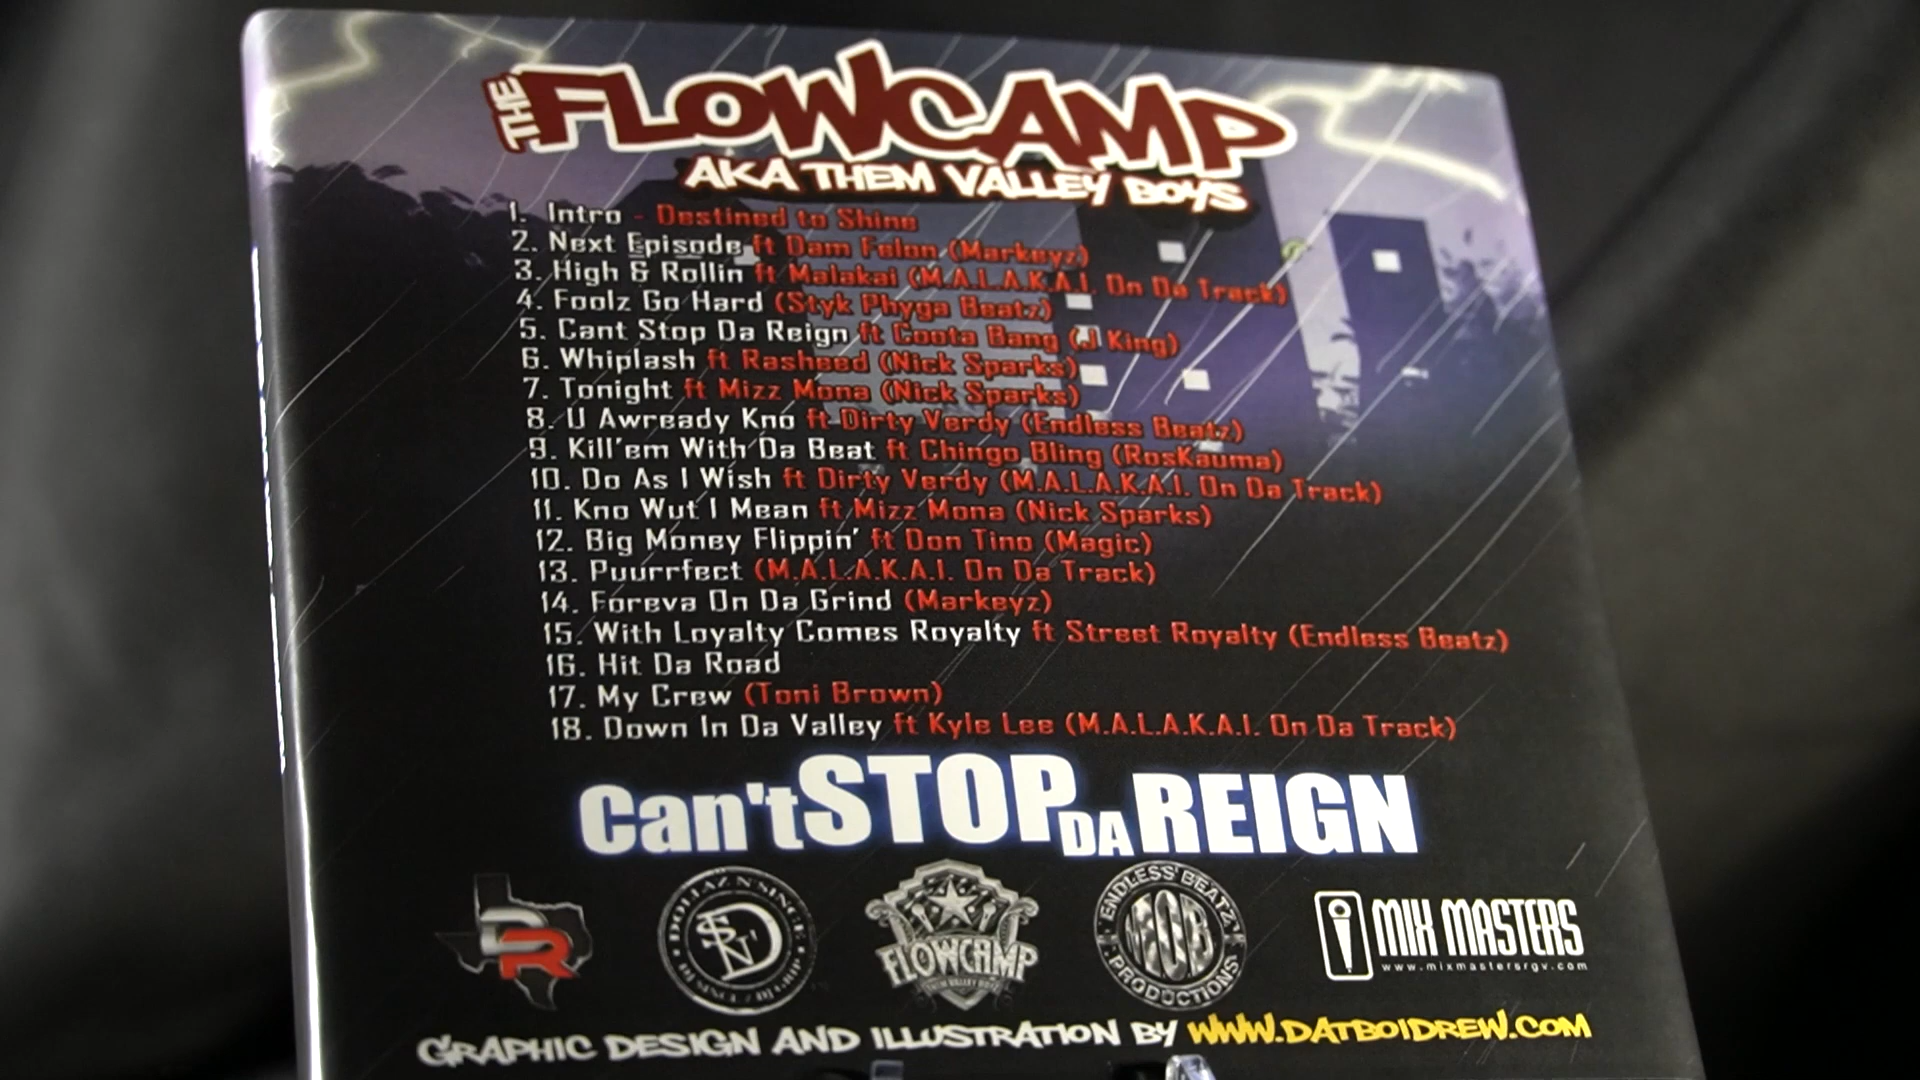 THE FLOWCAMP
AKA THEM VALLEY BOYS
1. Intro - Destined to Shine
2. Next Episode ft Dam Felon (Markeyz)
3. High & Rollin ft Malakai (M.A.L.A.K.A.I. On Da Track)
4. Foolz Go Hard (Styk Phyga Beatz)
5. Cant Stop Da Reign ft Coota Bang (J King)
6. Whiplash ft Rasheed (Nick Sparks)
7. Tonight ft Mizz Mona (Nick Sparks)
8. U Awready Kno ft Dirty Verdy (Endless Beatz)
9. Kill'em With Da Beat ft Chingo Bling (RosKauma)
10. Do As I Wish ft Dirty Verdy (M.A.L.A.K.A.I. On Da Track)
11. Kno Wut I Mean ft Mizz Mona (Nick Sparks)
12. Big Money Flippin' ft Don Tino (Magic)
13. Puurrfect (M.A.L.A.K.A.I. On Da Track)
14. Foreva On Da Grind (Markeyz)
15. With Loyalty Comes Royalty ft Street Royalty (Endless Beatz)
16. Hit Da Road
17. My Crew (Toni Brown)
18. Down In Da Valley ft Kyle Lee (M.A.L.A.K.A.I. On Da Track)
Can't STOP DA REIGN
DR
DOLLAZ N' SINCE
FLOWCAMP
THEM VALLEY BOYZ
ENDLESS BEATZ
PRODUCTIONS
MIX MASTERS
www.mixmastersrgv.com
GRAPHIC DESIGN AND ILLUSTRATION BY WWW.DATBOIDREW.COM